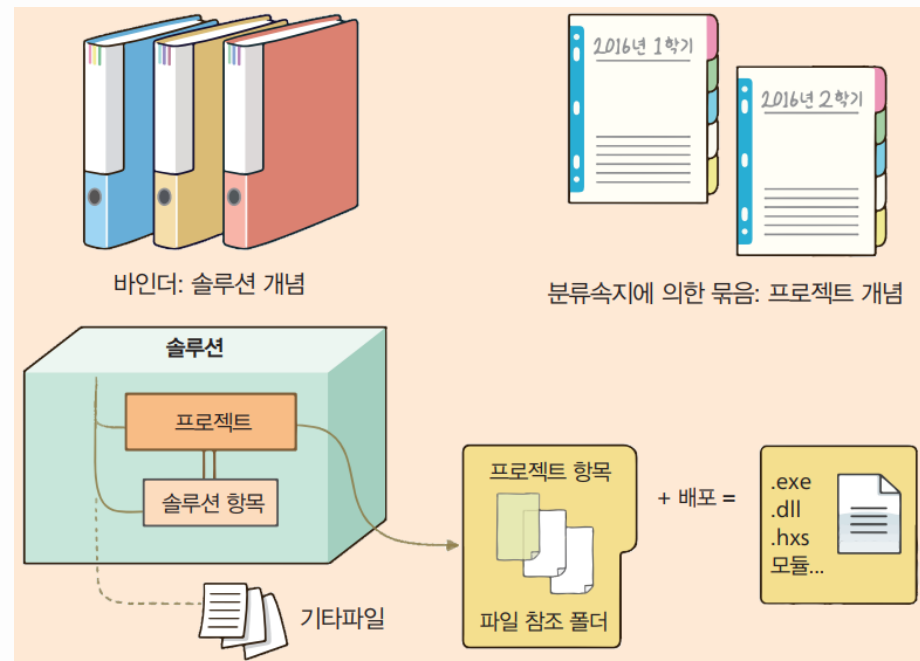 2016년 1학기
2016년 2학기
바인더: 솔루션 개념
분류속지에 의한 묶음: 프로젝트 개념
솔루션
프로젝트
솔루션 항목
기타파일
프로젝트 항목
파일 참조 폴더
+ 배포 =
.exe
.dll
.hxs
모듈...